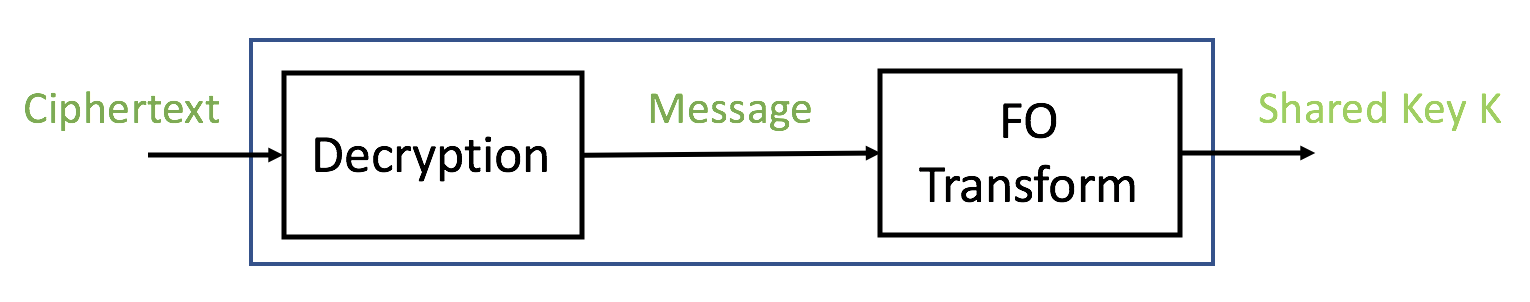 Ciphertext
Decryption
Message
FO
Transform
Shared Key K